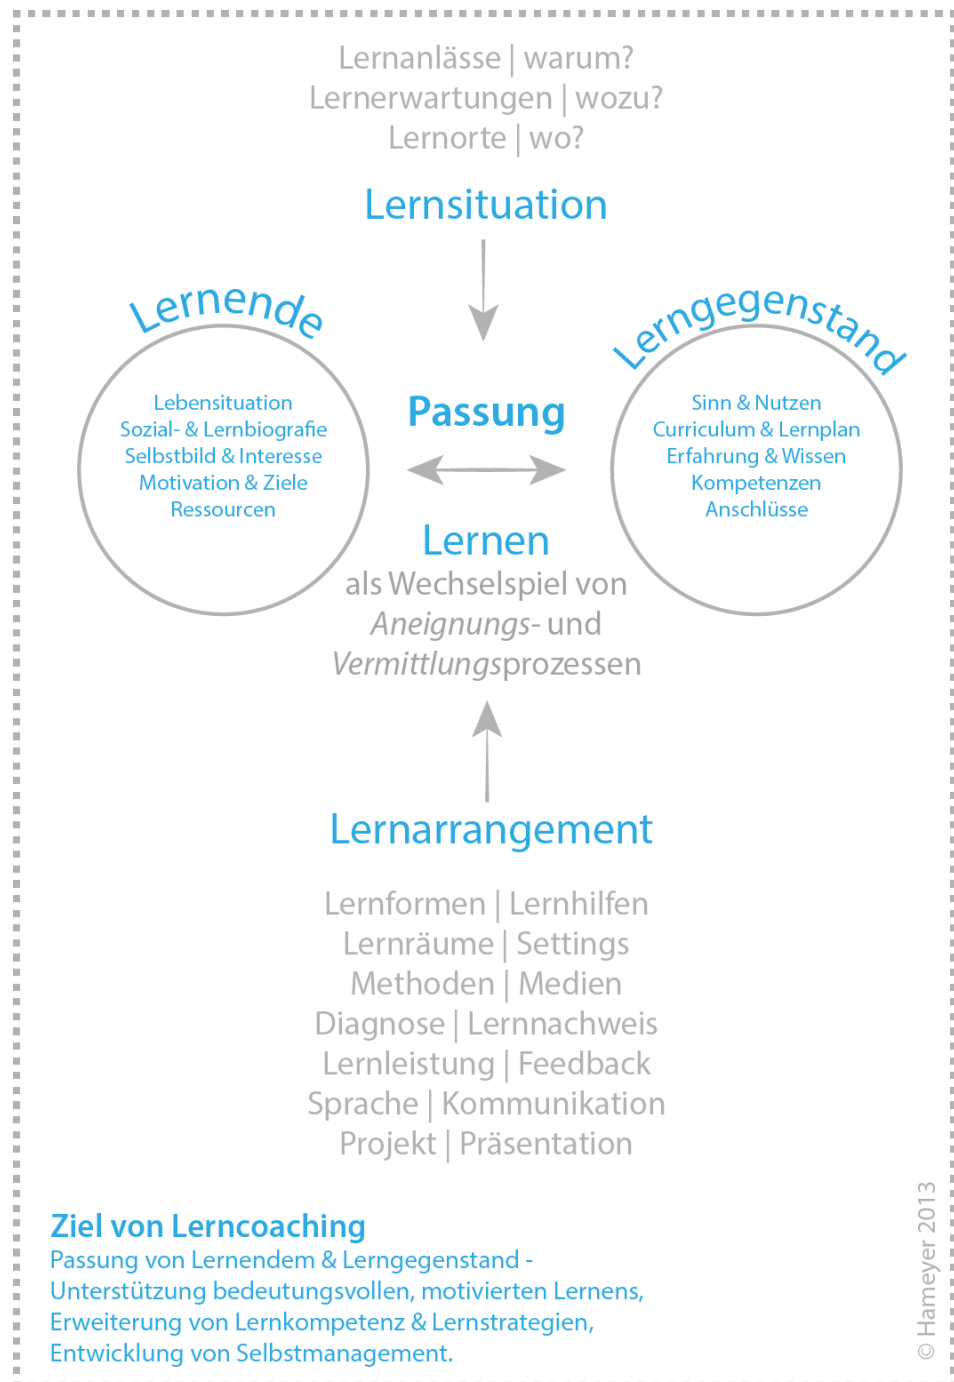 Lernanlässe | warum?
Lernerwartungen | wozu?
Lernorte | wo?
Lernsituation
Lernende
Lebensituation
Sozial- & Lernbiografie
Selbstbild & Interesse
Motivation & Ziele
Ressourcen
Passung
Lerngegenstand
Sinn & Nutzen
Curriculum & Lernplan
Erfahrung & Wissen
Kompetenzen
Anschlüsse
Lernen
als Wechselspiel von
Aneignungs- und
Vermittlungsprozessen
Lernarrangement
Lernformen | Lernhilfen
Lernräume | Settings
Methoden | Medien
Diagnose | Lernnachweis
Lernleistung | Feedback
Sprache | Kommunikation
Projekt | Präsentation
Ziel von Lerncoaching
Passung von Lernendem & Lerngegenstand -
Unterstützung bedeutungsvollen, motivierten Lernens,
Erweiterung von Lernkompetenz & Lernstrategien,
Entwicklung von Selbstmanagement.
© Hameyer 2013